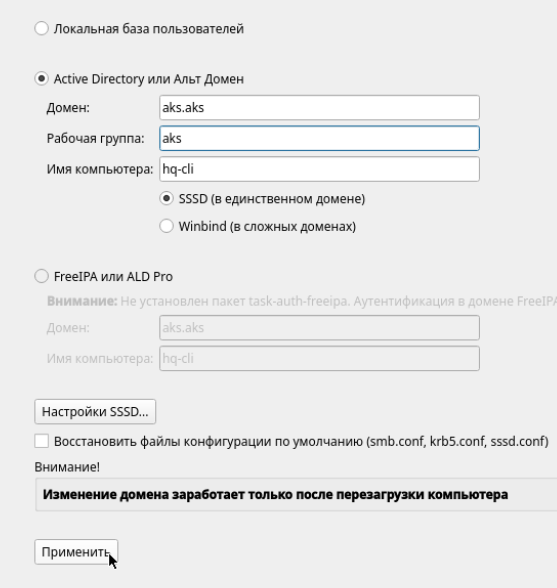 Локальная база пользователей
Active Directory или Альт Домен
Домен: aks.aks
Рабочая группа: aks
Имя компьютера: hq-cli
SSSD (в единственном домене)
Winbind (в сложных доменах)
FreeIPA или ALD Pro
Внимание: Не установлен пакет task-auth-freeipa. Аутентификация в домене FreeIPA
Домен: aks.aks
Имя компьютера: hq-cli
Настройки SSSD...
Восстановить файлы конфигурации по умолчанию (smb.conf, krb5.conf, sssd.conf)
Внимание!
Изменение домена заработает только после перезагрузки компьютера
Применить